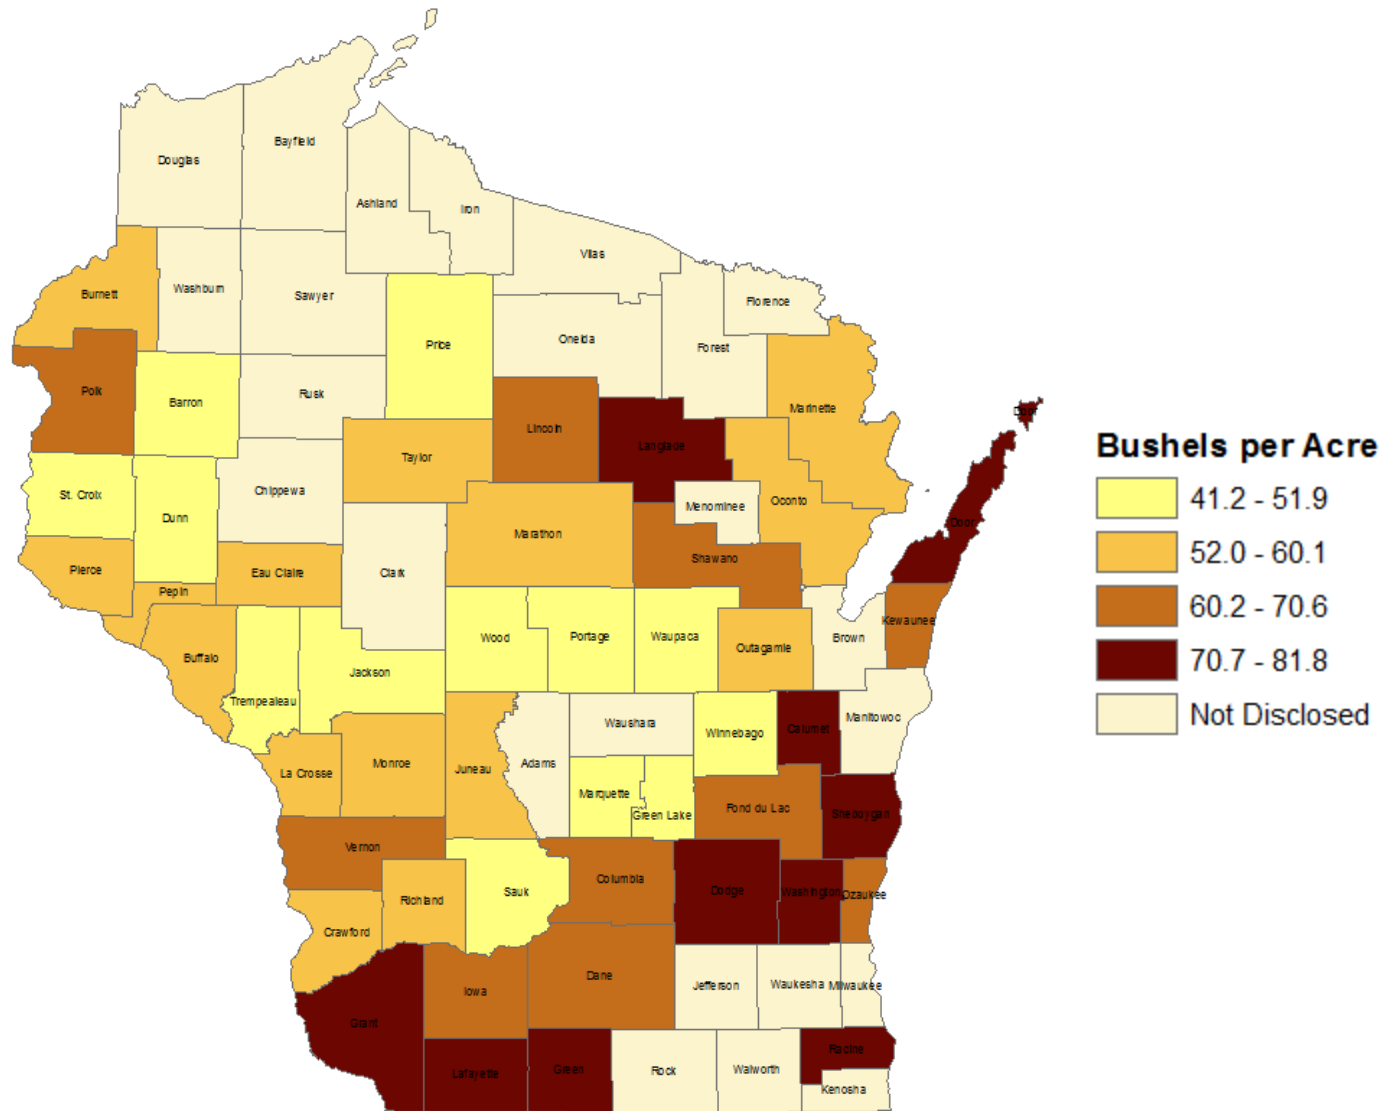 Douglas
Bayfield
Ashland
Iron
Vilas
Burnett
Washburn
Sawyer
Florence
Price
Oneida
Forest
Polk
Barron
Rusk
Marinette
Door
Lincoln
Langlade
Taylor
Bushels per Acre
St. Croix
Chippewa
41.2 - 51.9
Dunn
Menominee
Oconto
Door
Marathon
52.0 - 60.1
Pierce
Eau Claire
Clark
Shawano
Pepin
60.2 - 70.6
Kewaunee
Wood
Portage
Waupaca
Brown
Outagamie
Buffalo
70.7 - 81.8
Jackson
Trempealeau
Not Disclosed
Waushara
Manitowoc
Winnebago
Calumet
La Crosse
Monroe
Juneau
Adams
Marquette
Green Lake
Fond du Lac
Sheboygan
Vernon
Columbia
Sauk
Dodge
Washington
Ozaukee
Richland
Crawford
Dane
Iowa
Jefferson
Waukesha
Milwaukee
Grant
Racine
Lafayette
Green
Rock
Walworth
Kenosha